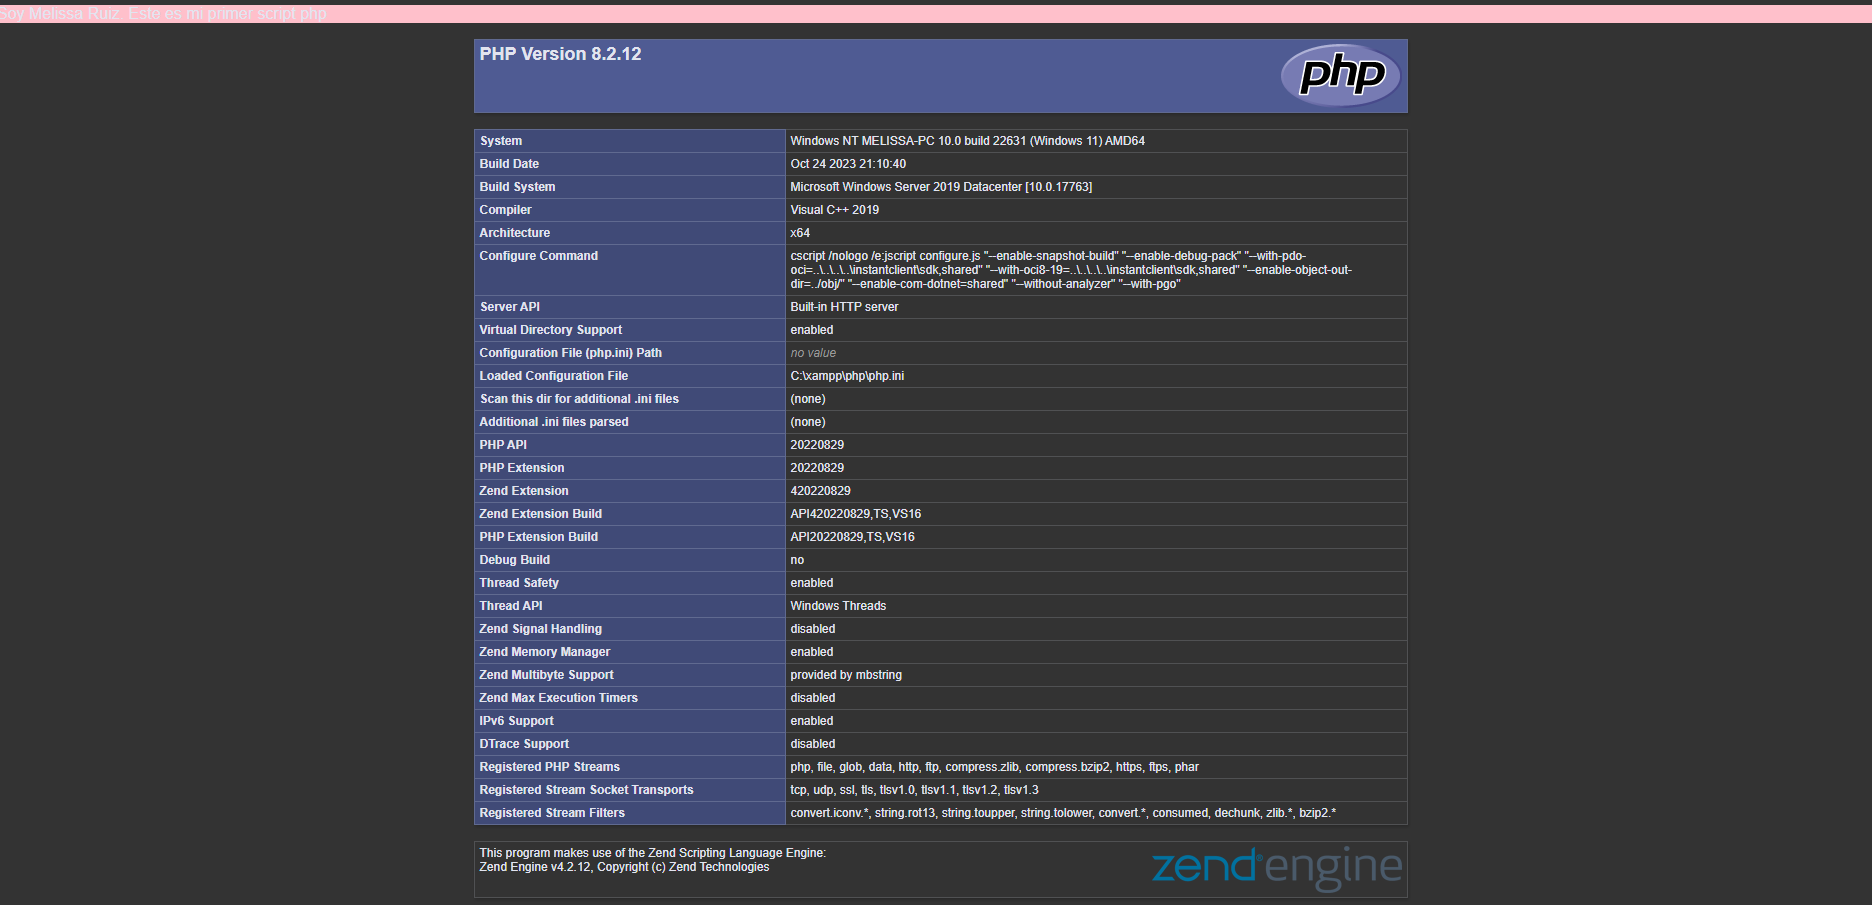 Soy Melissa Ruiz. Este es mi primer script php
PHP Version 8.2.12
php
System Windows NT MELISSA-PC 10.0 build 22631 (Windows 11) AMD64
Build Date Oct 24 2023 21:10:40
Build System Microsoft Windows Server 2019 Datacenter [10.0.17763]
Compiler Visual C++ 2019
Architecture x64
Configure Command cscript /nologo /e:jscript configure.js "--enable-snapshot-build" "--enable-debug-pack" "--with-pdo-
oci=..\..\..\..\instantclient\sdk,shared" "--with-oci8-19=..\..\..\..\instantclient\sdk,shared" "--enable-object-out-
dir=../obj/" "--enable-com-dotnet=shared" "--without-analyzer" "--with-pgo"
Server API Built-in HTTP server
Virtual Directory Support enabled
Configuration File (php.ini) Path no value
Loaded Configuration File C:\xampp\php\php.ini
Scan this dir for additional .ini files (none)
Additional .ini files parsed (none)
PHP API 20220829
PHP Extension 20220829
Zend Extension 420220829
Zend Extension Build API420220829,TS,VS16
PHP Extension Build API20220829,TS,VS16
Debug Build no
Thread Safety enabled
Thread API Windows Threads
Zend Signal Handling disabled
Zend Memory Manager enabled
Zend Multibyte Support provided by mbstring
Zend Max Execution Timers disabled
IPv6 Support enabled
DTrace Support disabled
Registered PHP Streams php, file, glob, data, http, ftp, compress.zlib, compress.bzip2, https, ftps, phar
Registered Stream Socket Transports tcp, udp, ssl, tls, tlsv1.0, tlsv1.1, tlsv1.2, tlsv1.3
Registered Stream Filters convert.iconv.*, string.rot13, string.toupper, string.tolower, convert.*, consumed, dechunk, zlib.*, bzip2.*
This program makes use of the Zend Scripting Language Engine:
Zend Engine v4.2.12, Copyright (c) Zend Technologies
zend engine